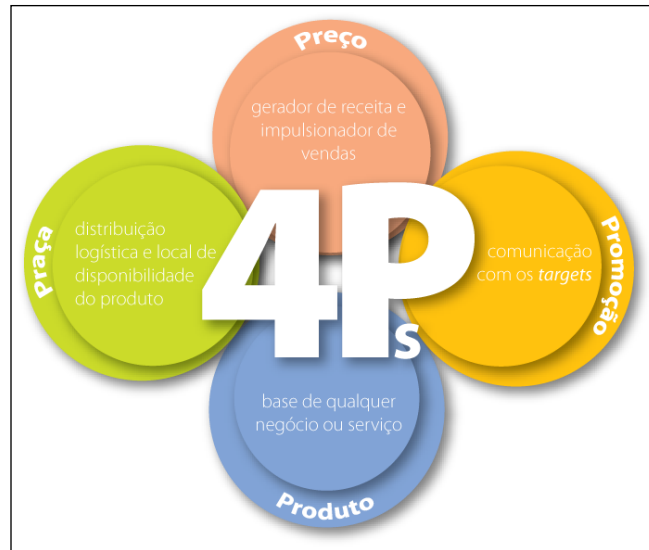 Preço
gerador de receita e
impulsionador de
vendas
Praça
distribuição
logística e local de
disponibilidade
do produto
4Ps
Promoção
comunicação
com os targets
base de qualquer
negócio ou serviço
Produto